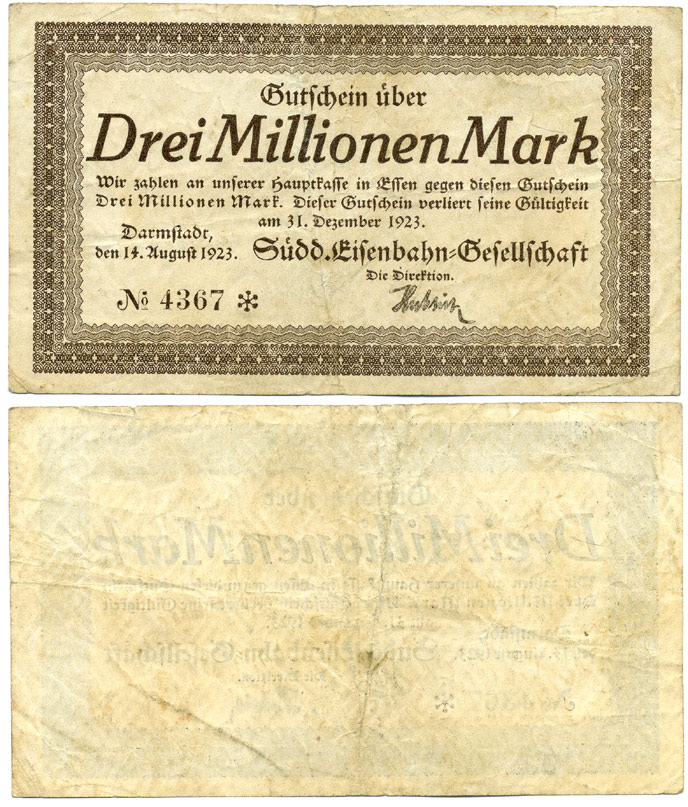 Gutschein über
Drei Millionen Mark
Wir zahlen an unserer Hauptkasse in Essen gegen diesen Gutschein
Drei Millionen Mark. Dieser Gutschein verliert seine Gültigkeit
am 31. Dezember 1923.
Darmstadt,
den 14. August 1923.
Südd. Eisenbahn-Gesellschaft
Die Direktion.
№ 4367 *